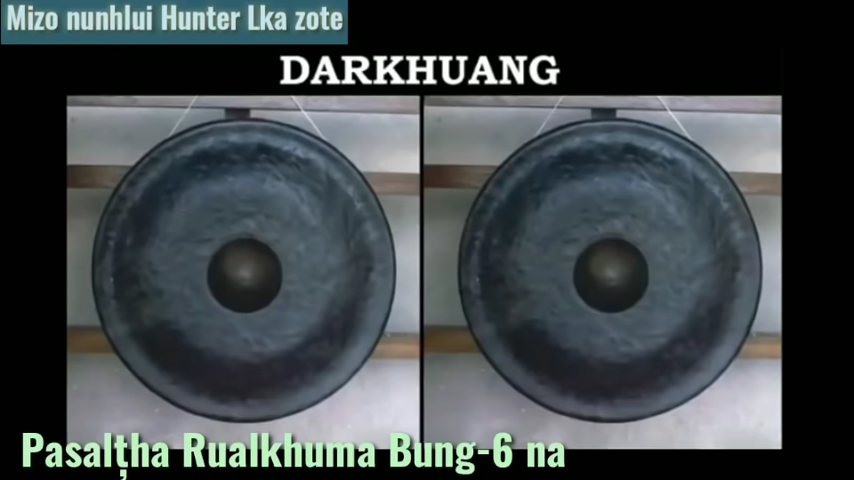 Mizo nunhlui Hunter Lka zote
DARKHUANG
Pasalṭha Rualkhuma Bung-6 na